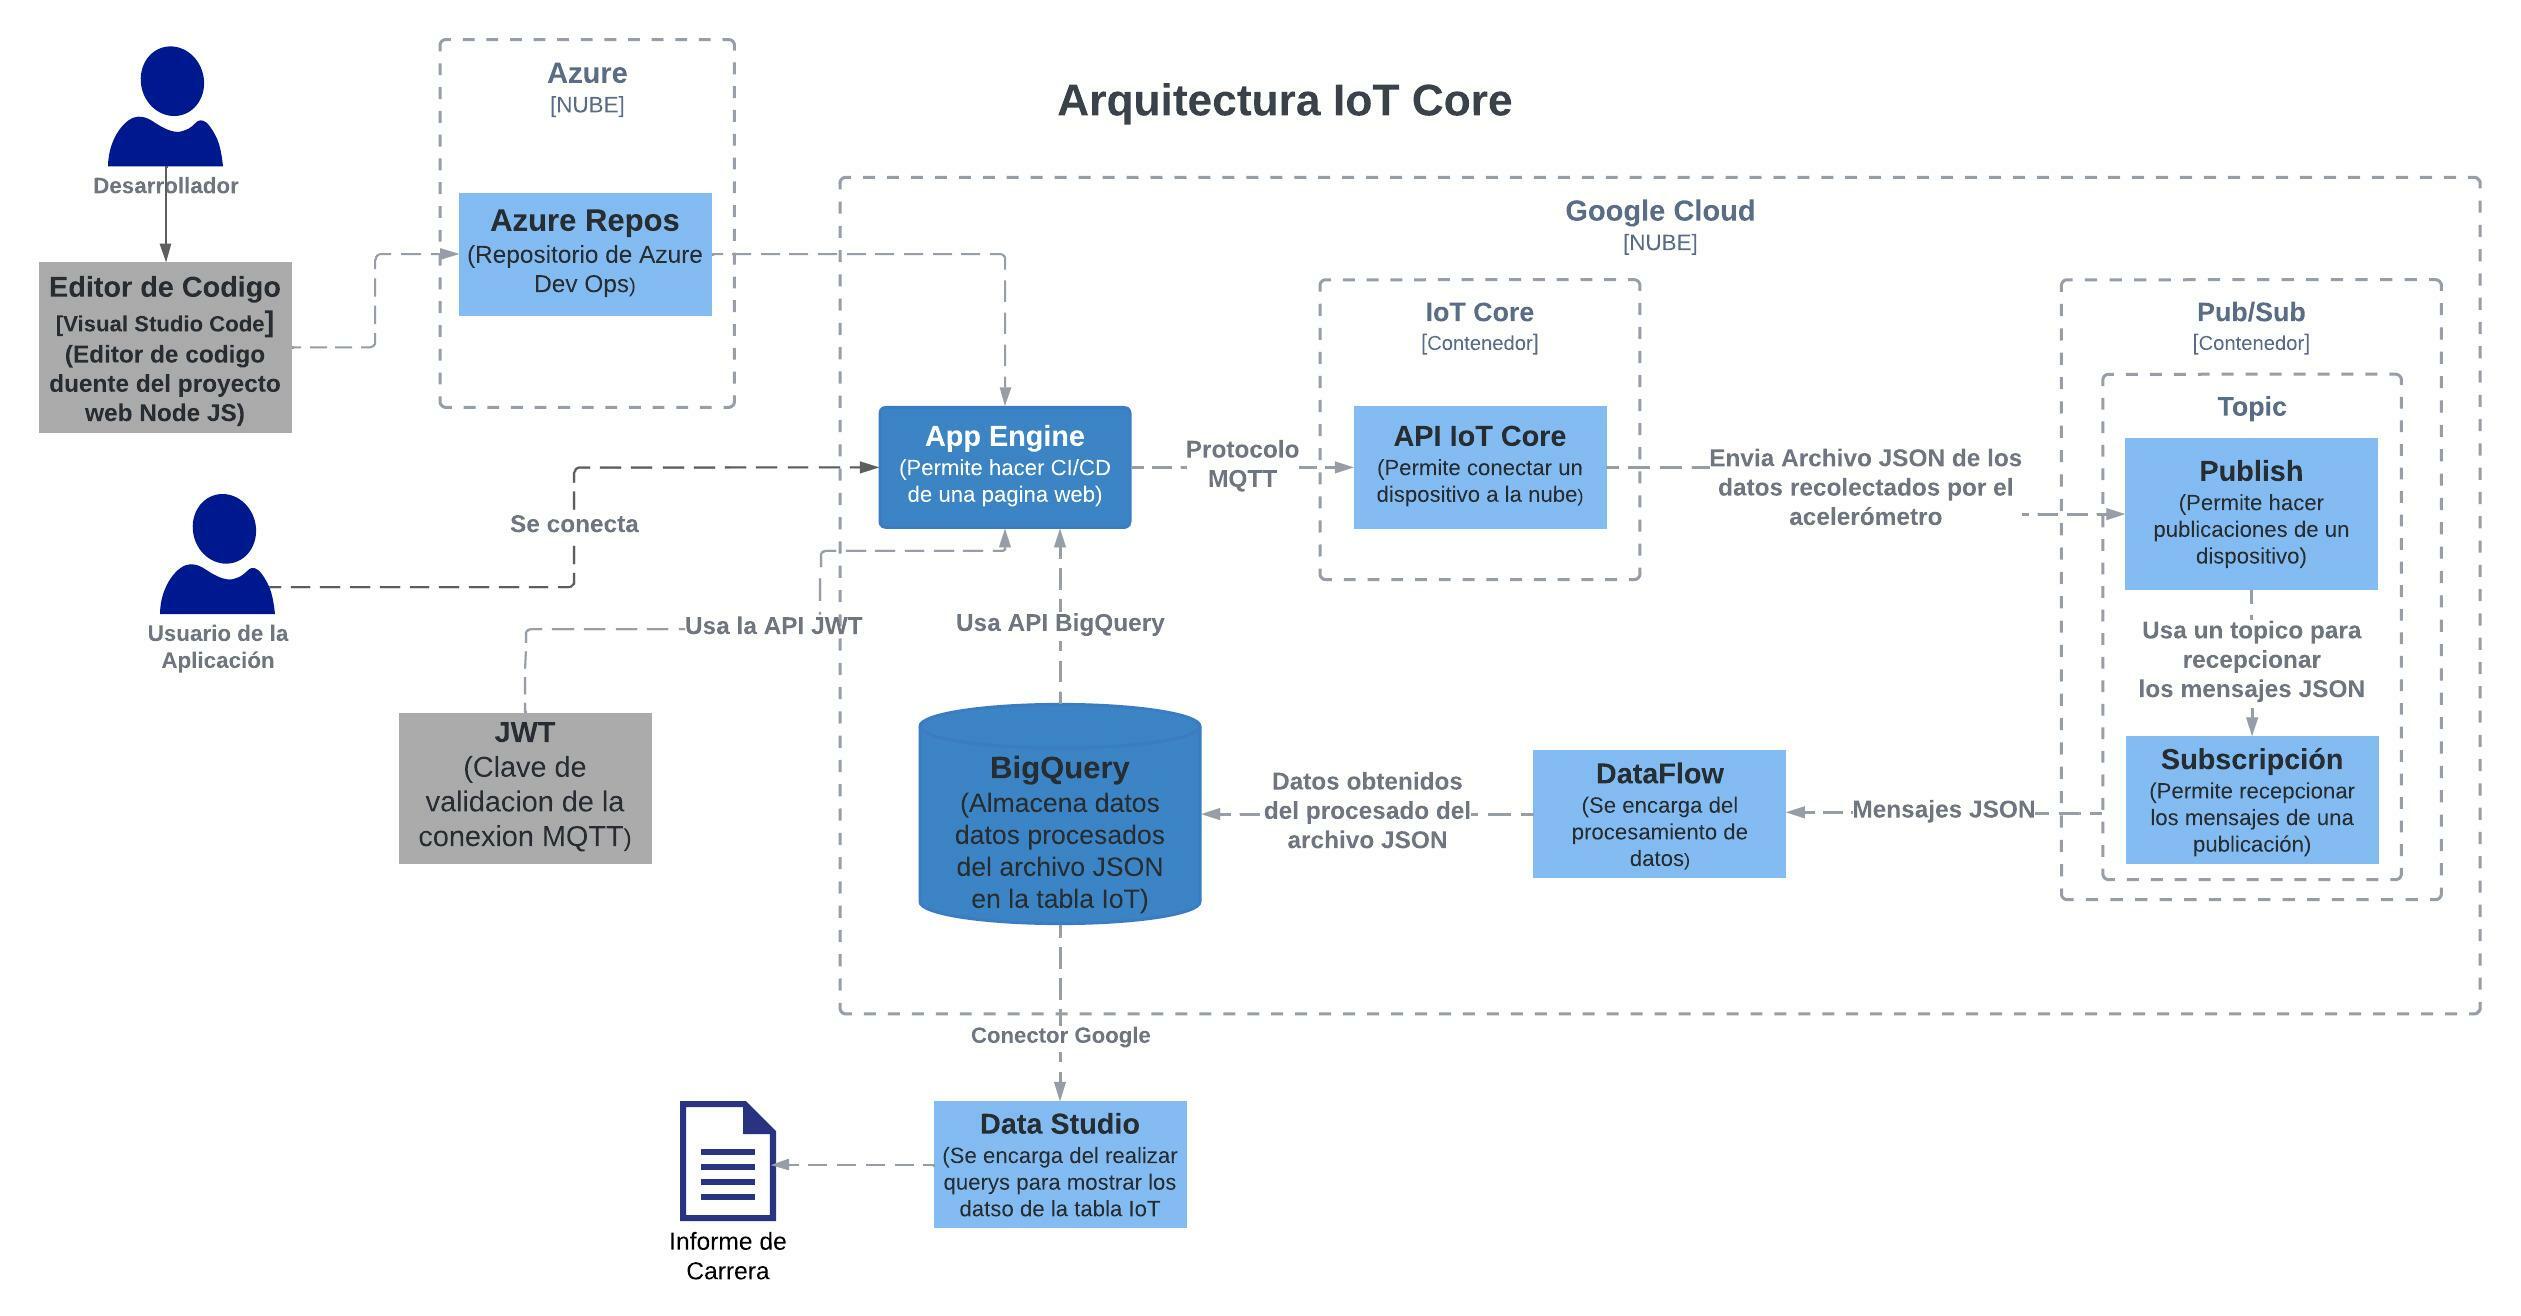 Arquitectura IoT Core
Desarrollador
Editor de Codigo
[Visual Studio Code]
(Editor de codigo
duente del proyecto
web Node JS)
Azure
[NUBE]
Azure Repos
(Repositorio de Azure
Dev Ops)
Usuario de la
Aplicación
Se conecta
JWT
(Clave de
validacion de la
conexion MQTT)
Usa la API JWT
Google Cloud
[NUBE]
App Engine
(Permite hacer CI/CD
de una pagina web)
Protocolo
MQTT
IoT Core
[Contenedor]
API IoT Core
(Permite conectar un
dispositivo a la nube)
Envia Archivo JSON de los
datos recolectados por el
acelerómetro
Pub/Sub
[Contenedor]
Topic
Publish
(Permite hacer
publicaciones de un
dispositivo)
Usa un topico para
recepcionar
los mensajes JSON
Subscripción
(Permite recepcionar
los mensajes de una
publicación)
Mensajes JSON
DataFlow
(Se encarga del
procesamiento de
datos)
Datos obtenidos
del procesado del
archivo JSON
Usa API BigQuery
BigQuery
(Almacena datos
datos procesados
del archivo JSON
en la tabla IoT)
Conector Google
Data Studio
(Se encarga del realizar
querys para mostrar los
datso de la tabla IoT
Informe de
Carrera